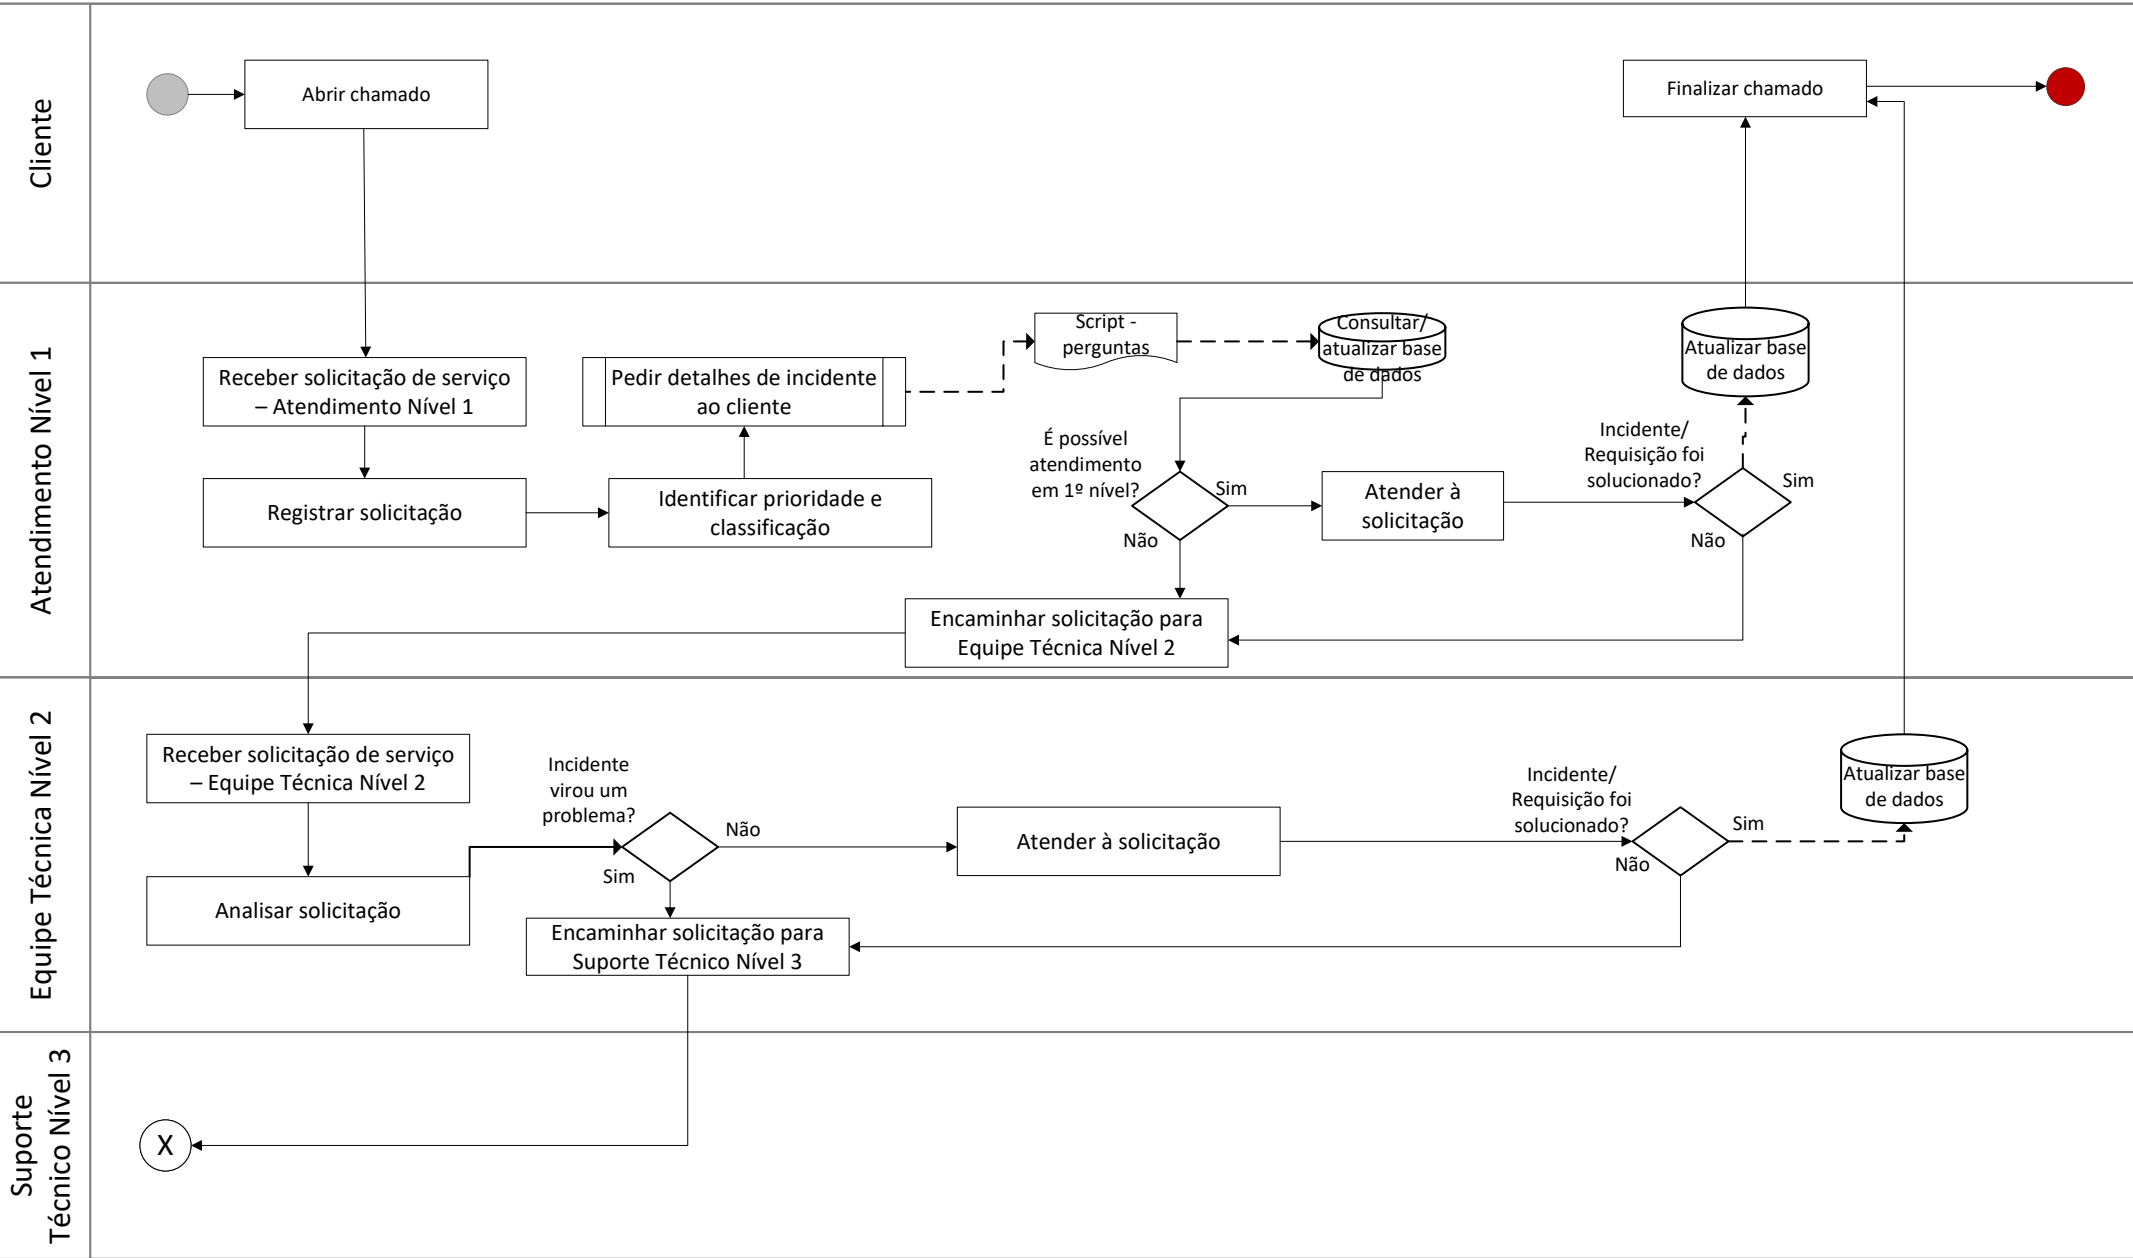 Cliente
Abrir chamado
Finalizar chamado
Atendimento Nível 1
Receber solicitação de serviço
– Atendimento Nível 1
Registrar solicitação
Identificar prioridade e
classificação
Pedir detalhes de incidente
ao cliente
Script -
perguntas
Consultar/
atualizar base
de dados
É possível
atendimento
em 1º nível?
Sim
Não
Atender à
solicitação
Incidente/
Requisição foi
solucionado?
Sim
Não
Atualizar base
de dados
Encaminhar solicitação para
Equipe Técnica Nível 2
Equipe Técnica Nível 2
Receber solicitação de serviço
– Equipe Técnica Nível 2
Analisar solicitação
Incidente
virou um
problema?
Não
Sim
Atender à solicitação
Incidente/
Requisição foi
solucionado?
Sim
Não
Atualizar base
de dados
Encaminhar solicitação para
Suporte Técnico Nível 3
Suporte
Técnico Nível 3
X